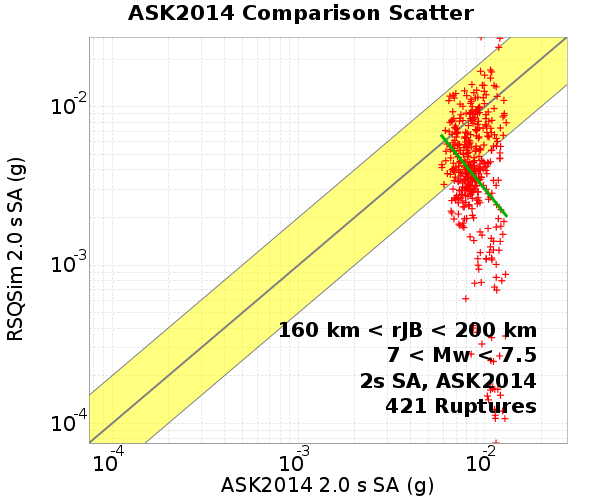 ASK2014 Comparison Scatter
RSQSim 2.0 s SA (g)
10-2
10-3
10-4
160 km < rJB < 200 km
7 < Mw < 7.5
2s SA, ASK2014
421 Ruptures
10-4 10-3 10-2
ASK2014 2.0 s SA (g)